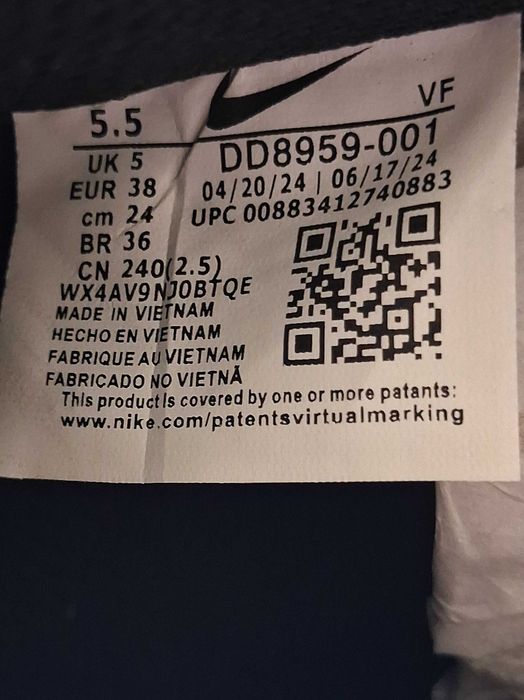 VF
5.5
UK 5
EUR 38
cm 24
BR 36
CN 240(2.5)
DD8959-001
04/20/24 | 06/17/24
UPC 00883412740883
WX4AV9NJ0BTQE
MADE IN VIETNAM
HECHO EN VIETNAM
FABRIQUE AU VIETNAM
FABRICADO NO VIETNÃ
This product is covered by one or more patants:
www.nike.com/patentsvirtualmarking